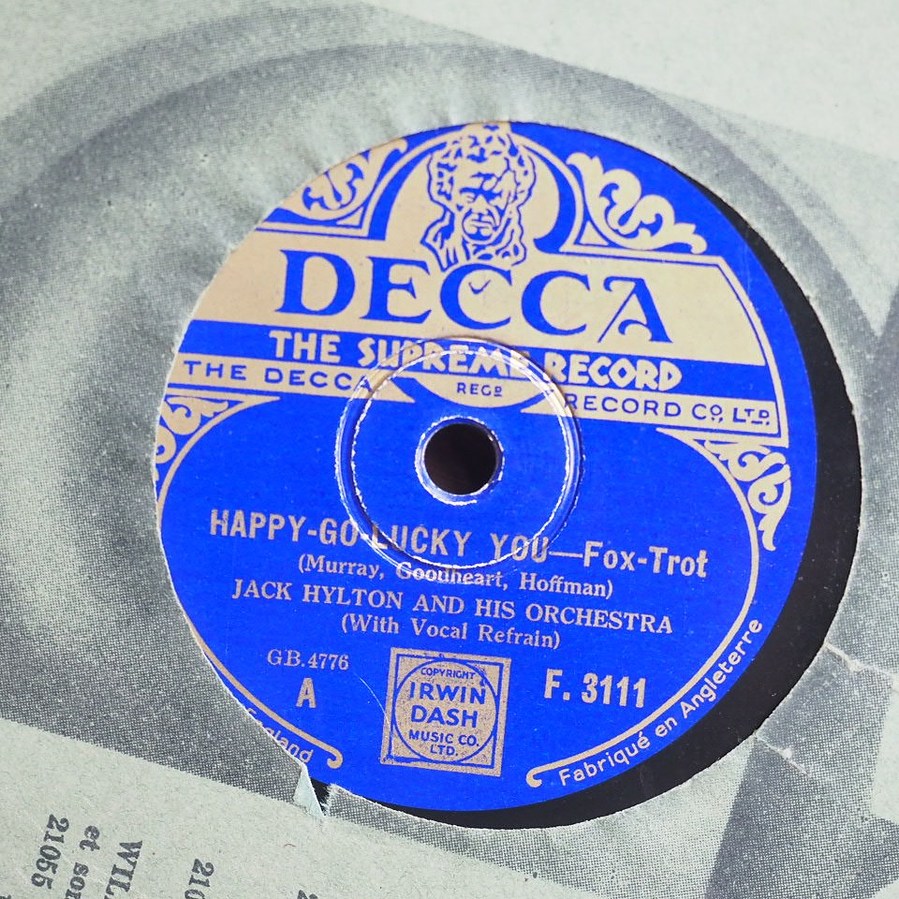 DECCA
THE SUPREME RECORD
THE DECCA RECORD CO. LTD.
REGD
HAPPY-GO-LUCKY YOU—Fox-Trot
(Murray, Goodheart, Hoffman)
JACK HYLTON AND HIS ORCHESTRA
(With Vocal Refrain)
G.B.4776
A
COPYRIGHT
IRWIN
DASH
MUSIC CO.
LTD.
F. 3111
Fabriqué en Angleterre
et
21055